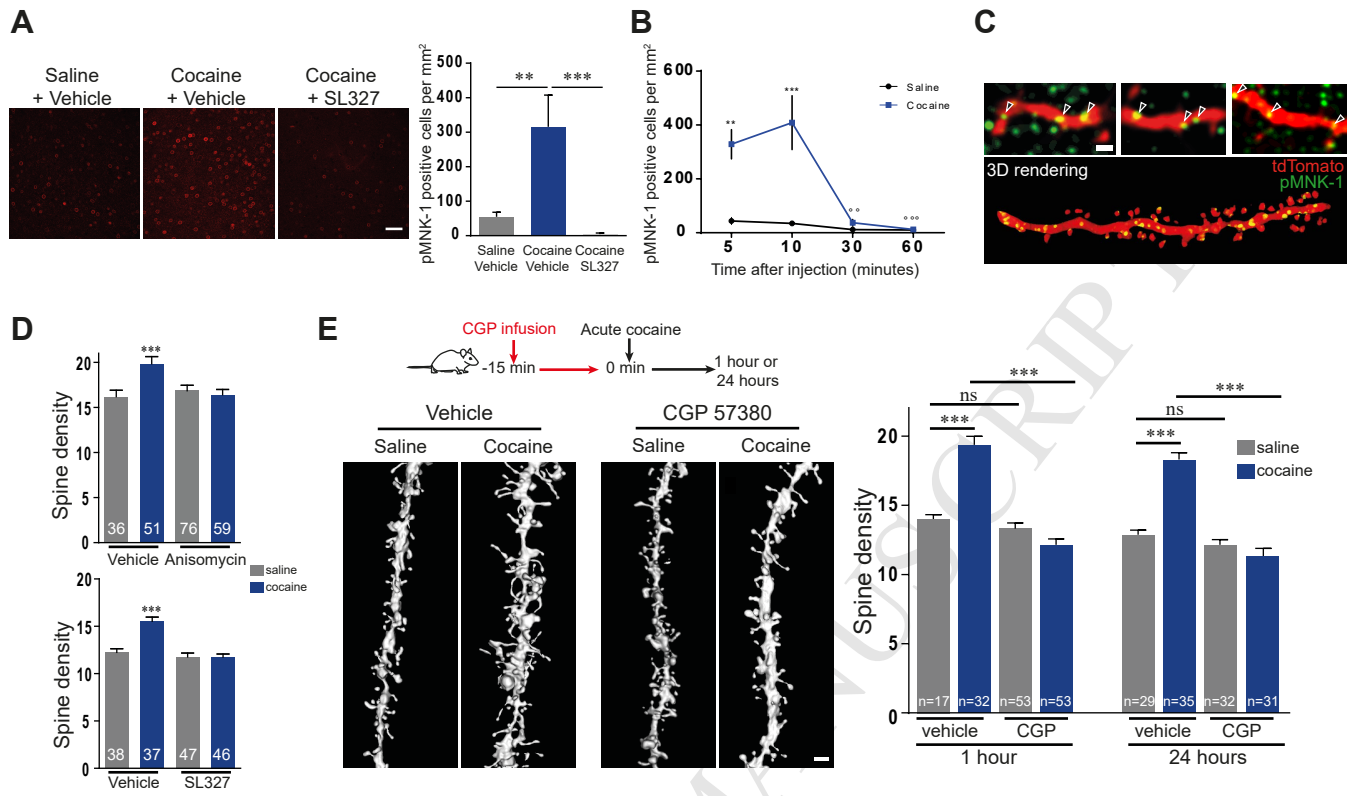 A
Saline
+ Vehicle
Cocaine
+ Vehicle
Cocaine
+ SL327
pMNK-1 positive cells per mm²
500
400
300
200
100
0
**
***
Saline
Vehicle
Cocaine
Vehicle
Cocaine
SL327
B
pMNK-1 positive cells per mm²
600
400
200
0
**
***
°°
°°°
Saline
Cocaine
5
10
30
60
Time after injection (minutes)
C
3D rendering
tdTomato
pMNK-1
D
Spine density
20
15
10
5
0
***
36
51
76
59
Vehicle
Anisomycin
saline
cocaine
Spine density
20
15
10
5
0
***
38
37
47
46
Vehicle
SL327
E
CGP infusion
Acute cocaine
-15 min
0 min
1 hour or
24 hours
Vehicle
CGP 57380
Saline
Cocaine
Saline
Cocaine
Spine density
20
15
10
5
0
***
ns
***
***
ns
***
saline
cocaine
n=17
n=32
n=53
n=53
n=29
n=35
n=32
n=31
vehicle
CGP
vehicle
CGP
1 hour
24 hours